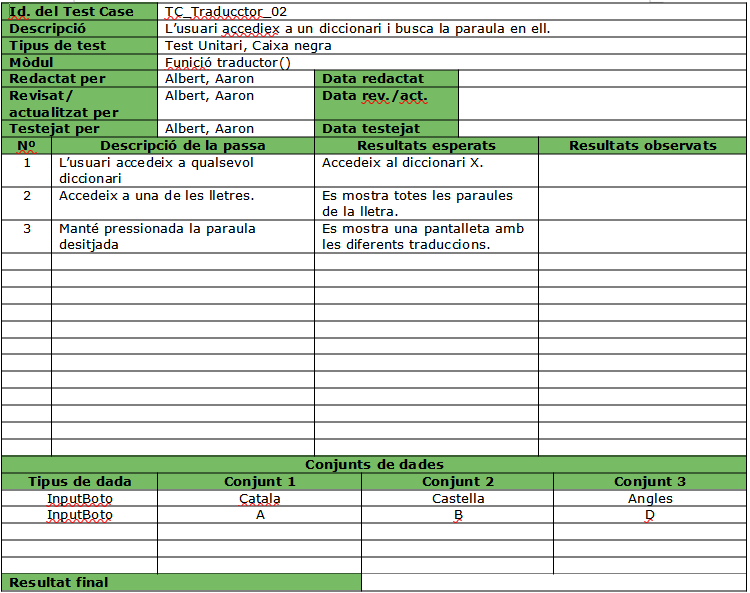 Id. del Test Case TC_Traducctor_02
Descripció L’usuari accediex a un diccionari i busca la paraula en ell.
Tipus de test Test Unitari, Caixa negra
Mòdul Funició traductor()
Redactat per Albert, Aaron Data redactat
Revisat/ Albert, Aaron Data rev./act.
actualitzat per
Testejat per Albert, Aaron Data testejat
Nº Descripció de la passa Resultats esperats Resultats observats
1 L’usuari accedeix a qualsevol Accedeix al diccionari X.
diccionari
2 Accedeix a una de les lletres. Es mostra totes les paraules
de la lletra.
3 Manté pressionada la paraula Es mostra una pantalleta amb
desitjada les diferents traduccions.
Conjunts de dades
Tipus de dada Conjunt 1 Conjunt 2 Conjunt 3
InputBoto Catala Castella Angles
InputBoto A B D
Resultat final